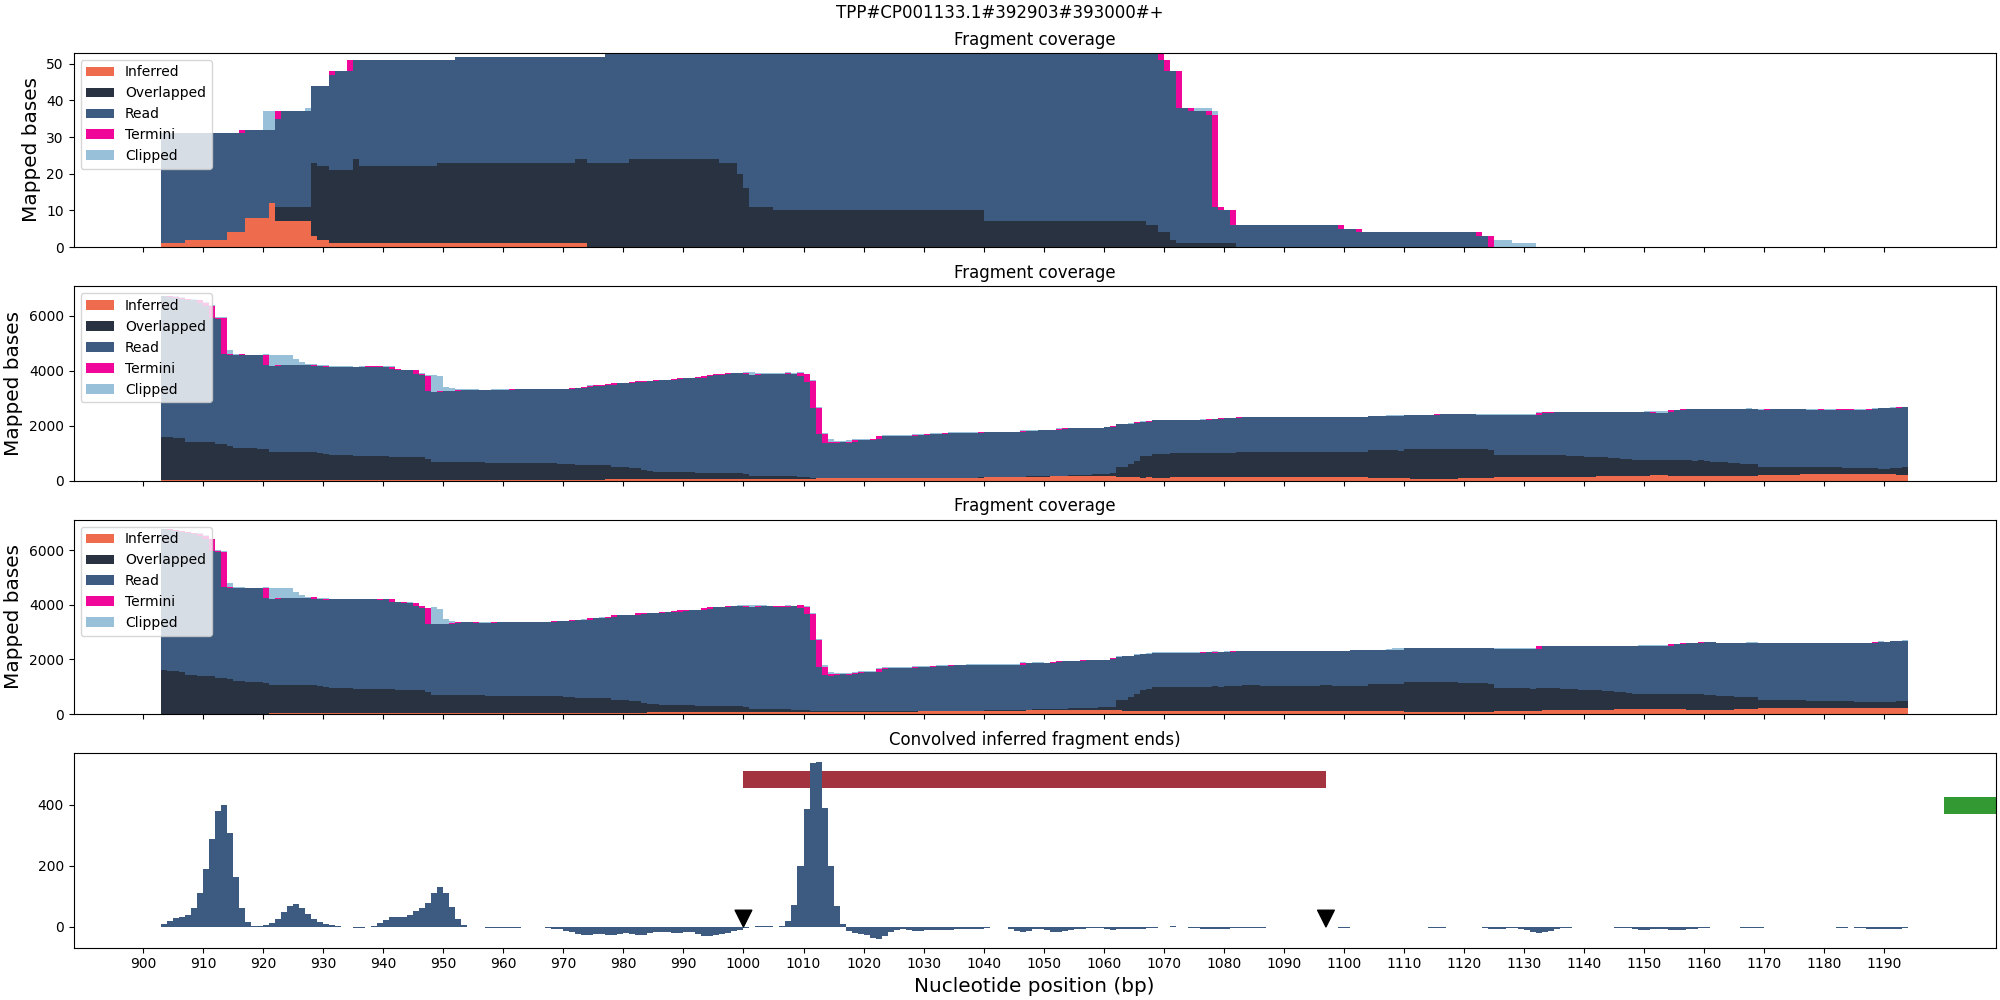 TPP#CP001133.1#392903#393000#+
Fragment coverage
Mapped bases
50
40
30
20
10
0
Inferred
Overlapped
Read
Termini
Clipped
Fragment coverage
Mapped bases
6000
4000
2000
0
Inferred
Overlapped
Read
Termini
Clipped
Fragment coverage
Mapped bases
6000
4000
2000
0
Inferred
Overlapped
Read
Termini
Clipped
Convolved inferred fragment ends)
400
200
0
900 910 920 930 940 950 960 970 980 990 1000 1010 1020 1030 1040 1050 1060 1070 1080 1090 1100 1110 1120 1130 1140 1150 1160 1170 1180 1190
Nucleotide position (bp)